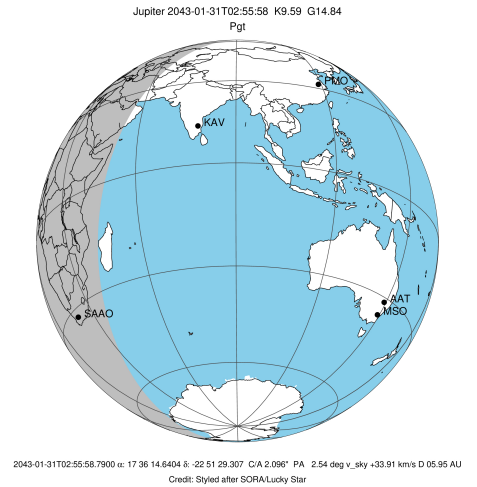 Jupiter 2043-01-31T02:55:58 K9.59 G14.84
Pgt
PMO
KAV
AAT
MSO
SAAO
2043-01-31T02:55:58.7900 α: 17 36 14.6404 δ: -22 51 29.307 C/A 2.096" PA 2.54 deg v_sky +33.91 km/s D 05.95 AU
Credit: Styled after SORA/Lucky Star